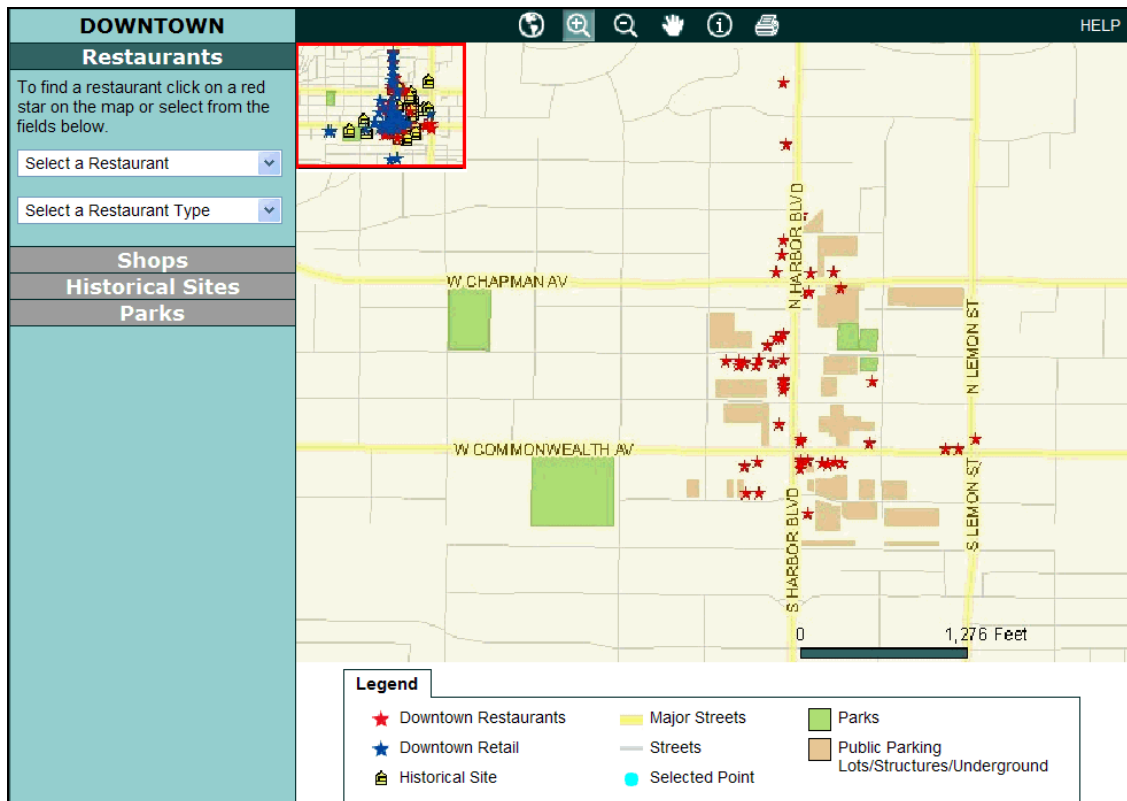 DOWNTOWN
HELP
Restaurants
To find a restaurant click on a red
star on the map or select from the
fields below.
Select a Restaurant
Select a Restaurant Type
Shops
Historical Sites
Parks
N HARBOR BLVD
W CHAPMAN AV
N LEMON ST
W COMMONWEALTH AV
S HARBOR BLVD
S LEMON ST
0 1,276 Feet
Legend
Downtown Restaurants
Major Streets
Parks
Downtown Retail
Streets
Public Parking
Lots/Structures/Underground
Historical Site
Selected Point